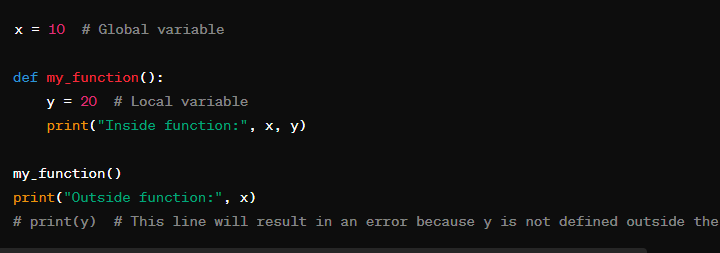 x = 10  # Global variable

def my_function():
    y = 20  # Local variable
    print("Inside function:", x, y)

my_function()
print("Outside function:", x)
# print(y)  # This line will result in an error because y is not defined outside the